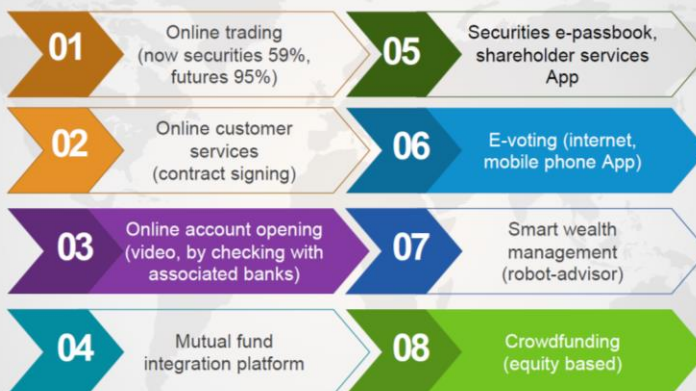 01
Online trading
(now securities 59%,
futures 95%)
02
Online customer
services
(contract signing)
03
Online account opening
(video, by checking with
associated banks)
04
Mutual fund
integration platform
05
Securities e-passbook,
shareholder services
App
06
E-voting (internet,
mobile phone App)
07
Smart wealth
management
(robot-advisor)
08
Crowdfunding
(equity based)